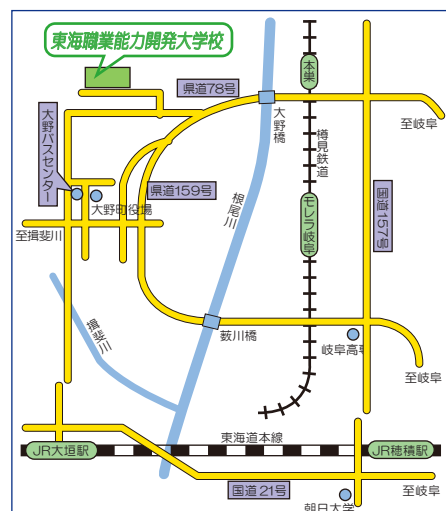 東海職業能力開発大学校
県道78号
本巣
大野橋
至岐阜
樽見鉄道
大野バスセンター
大野町役場
県道159号
根尾川
国道157号
モレラ岐阜
至揖斐川
揖斐川
薮川橋
岐阜高専
至岐阜
東海道本線
JR大垣駅
JR穂積駅
国道21号
至岐阜
朝日大学